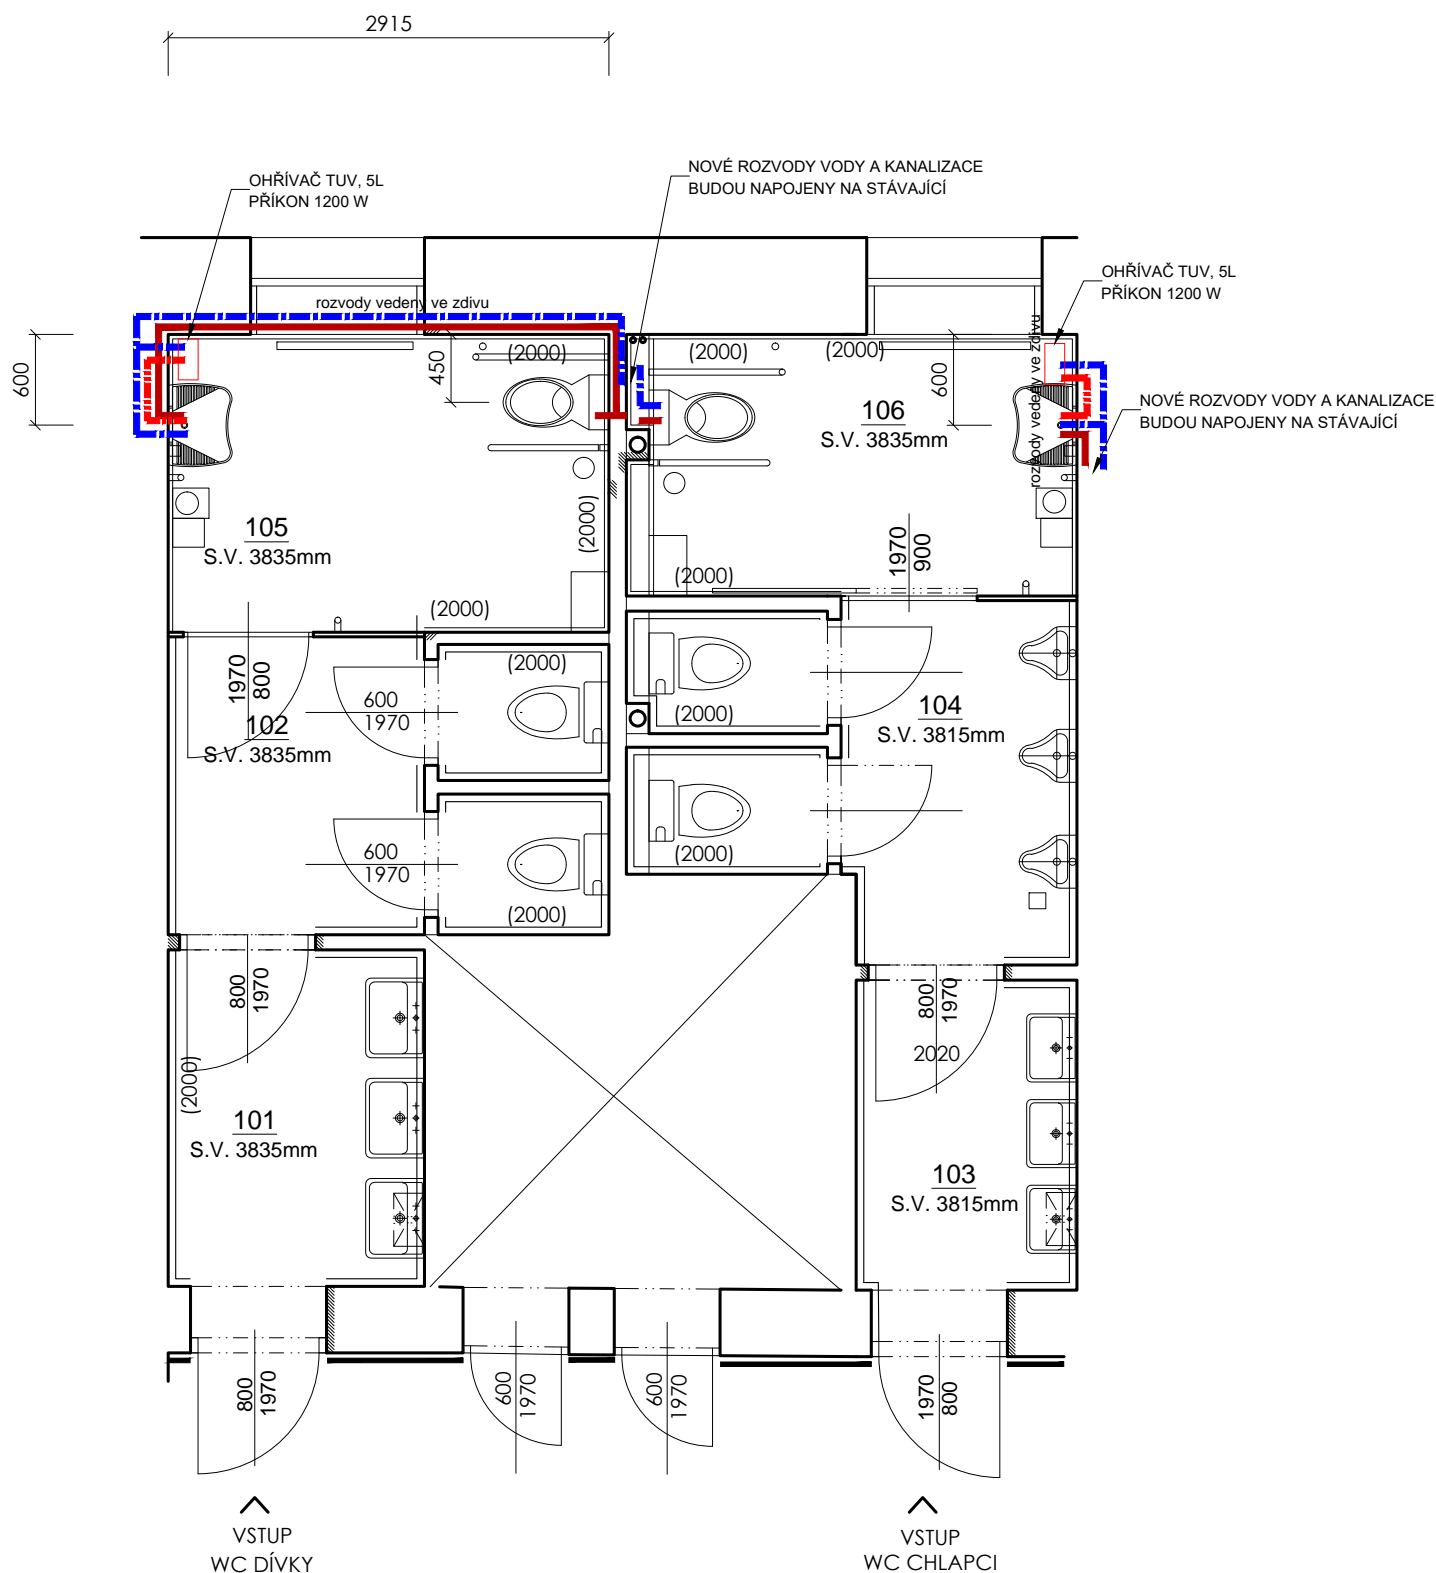 2915
OHŘÍVAČ TUV, 5L
PŘÍKON 1200 W
NOVÉ ROZVODY VODY A KANALIZACE
BUDOU NAPOJENY NA STÁVAJÍCÍ
OHŘÍVAČ TUV, 5L
PŘÍKON 1200 W
rozvody vedeny ve zdivu
rozvody vedeny ve zdivu
600
450
(2000)
(2000)
(2000)
600
NOVÉ ROZVODY VODY A KANALIZACE
BUDOU NAPOJENY NA STÁVAJÍCÍ
106
S.V. 3835mm
105
S.V. 3835mm
(2000)
1970
900
(2000)
(2000)
1970
800
(2000)
600
1970
102
S.V. 3835mm
(2000)
104
S.V. 3815mm
600
1970
(2000)
(2000)
800
1970
800
1970
2020
(2000)
101
S.V. 3835mm
103
S.V. 3815mm
800
1970
600
1970
600
1970
1970
800
VSTUP
WC DÍVKY
VSTUP
WC CHLAPCI